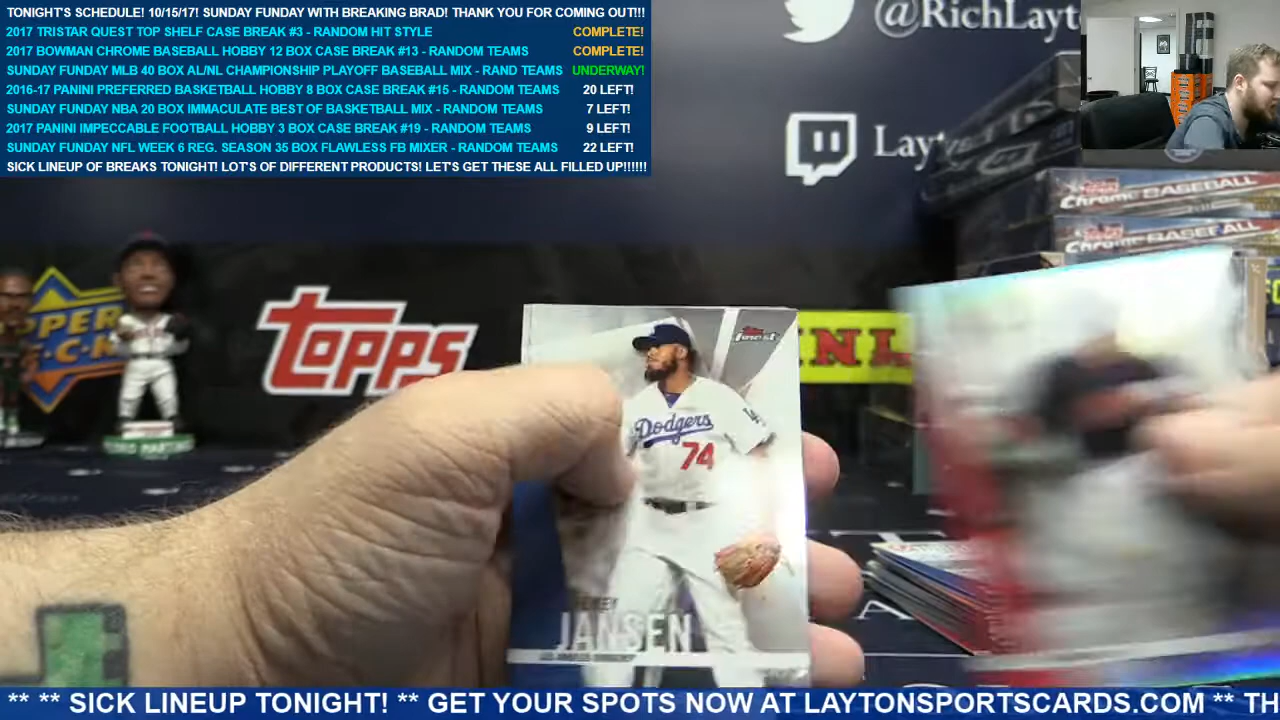 TONIGHT'S SCHEDULE! 10/15/17! SUNDAY FUNDAY WITH BREAKING BRAD! THANK YOU FOR COMING OUT!!!
2017 TRISTAR QUEST TOP SHELF CASE BREAK #3 - RANDOM HIT STYLE COMPLETE!
2017 BOWMAN CHROME BASEBALL HOBBY 12 BOX CASE BREAK #13 - RANDOM TEAMS COMPLETE!
SUNDAY FUNDAY MLB 40 BOX AL/NL CHAMPIONSHIP PLAYOFF BASEBALL MIX - RAND TEAMS UNDERWAY!
2016-17 PANINI PREFERRED BASKETBALL HOBBY 8 BOX CASE BREAK #15 - RANDOM TEAMS 20 LEFT!
SUNDAY FUNDAY NBA 20 BOX IMMACULATE BEST OF BASKETBALL MIX - RANDOM TEAMS 7 LEFT!
2017 PANINI IMPECCABLE FOOTBALL HOBBY 3 BOX CASE BREAK #19 - RANDOM TEAMS 9 LEFT!
SUNDAY FUNDAY NFL WEEK 6 REG. SEASON 35 BOX FLAWLESS FB MIXER - RANDOM TEAMS 22 LEFT!
SICK LINEUP OF BREAKS TONIGHT! LOT'S OF DIFFERENT PRODUCTS! LET'S GET THESE ALL FILLED UP!!!!!!
@RichLayt
Layt
Topps Chrome BASEBALL
Topps Chrome BASEBALL
topps
Finest
Dodgers
LA
74
JANSEN
** ** SICK LINEUP TONIGHT! ** GET YOUR SPOTS NOW AT LAYTONSPORTSCARDS.COM ** TH